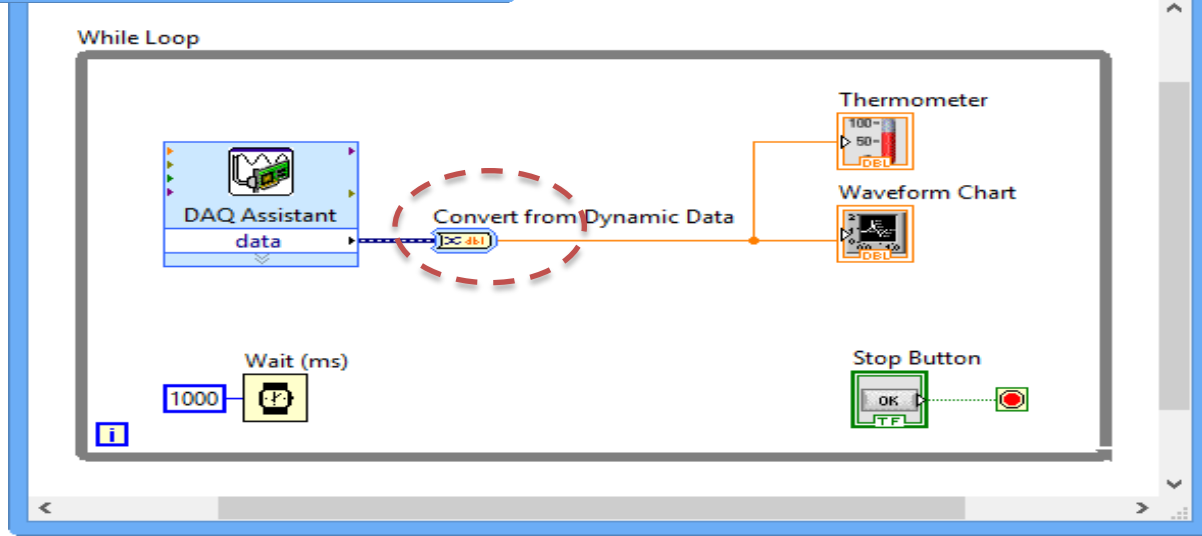 While Loop
Thermometer
100
50
DBL
DAQ Assistant
data
Convert from Dynamic Data
dbl
Waveform Chart
2
DBL
Wait (ms)
1000
i
Stop Button
OK
TF